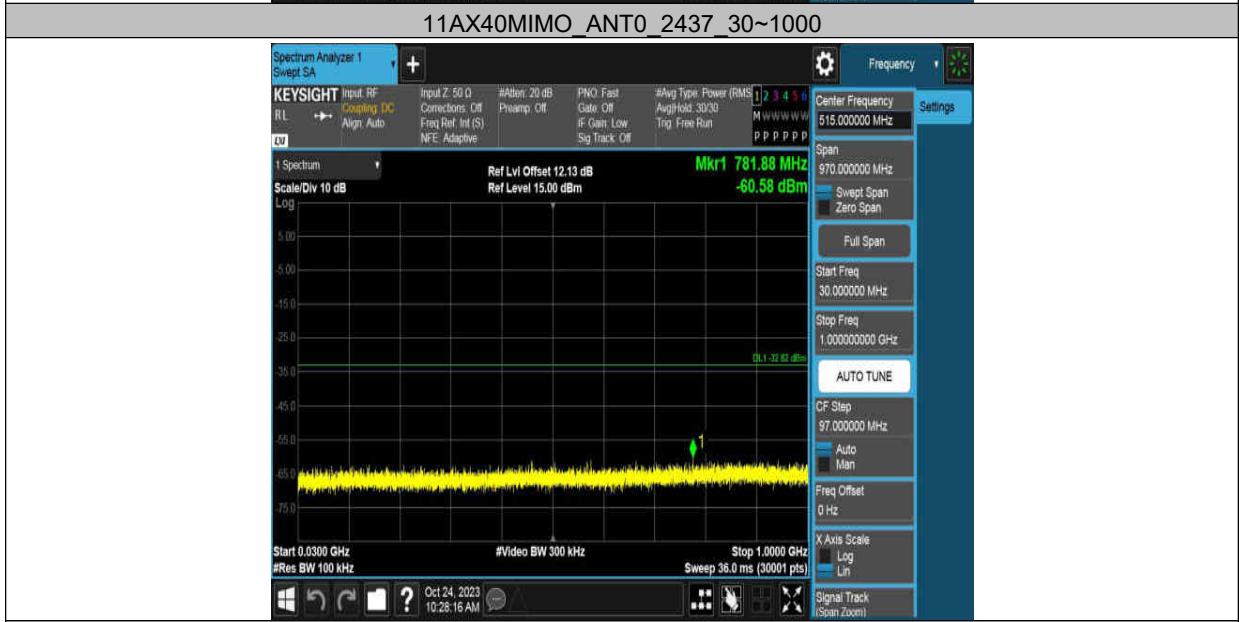 11AX40MIMO_ANT0_2437_30~1000
Spectrum Analyzer 1
Swept SA
+
Frequency
KEYSIGHT
RL
Input: RF
Coupling: DC
Align: Auto
Input Z: 50 Ω
Corrections: Off
Freq Ref: Int (S)
NFE: Adaptive
#Atten: 20 dB
Preamp: Off
PNO: Fast
Gate: Off
IF Gain: Low
Sig Track: Off
#Avg Type: Power (RMS
Avg|Hold: 30/30
Trig: Free Run
1 2 3 4 5 6
M W W W W W
P P P P P P
Center Frequency
515.000000 MHz
Settings
1 Spectrum
Scale/Div 10 dB
Log
Ref Lvl Offset 12.13 dB
Ref Level 15.00 dBm
Mkr1 781.88 MHz
-60.58 dBm
Span
970.000000 MHz
Swept Span
Zero Span
Full Span
Start Freq
30.000000 MHz
Stop Freq
1.000000000 GHz
AUTO TUNE
CF Step
97.000000 MHz
Auto
Man
Freq Offset
0 Hz
X Axis Scale
Log
Lin
Signal Track
(Span Zoom)
5.00
-5.00
-15.0
-25.0
DL1 -32.82 dBm
-35.0
-45.0
-55.0
1
-65.0
-75.0
Start 0.0300 GHz
#Res BW 100 kHz
#Video BW 300 kHz
Stop 1.0000 GHz
Sweep 36.0 ms (30001 pts)
?
Oct 24, 2023
10:28:16 AM